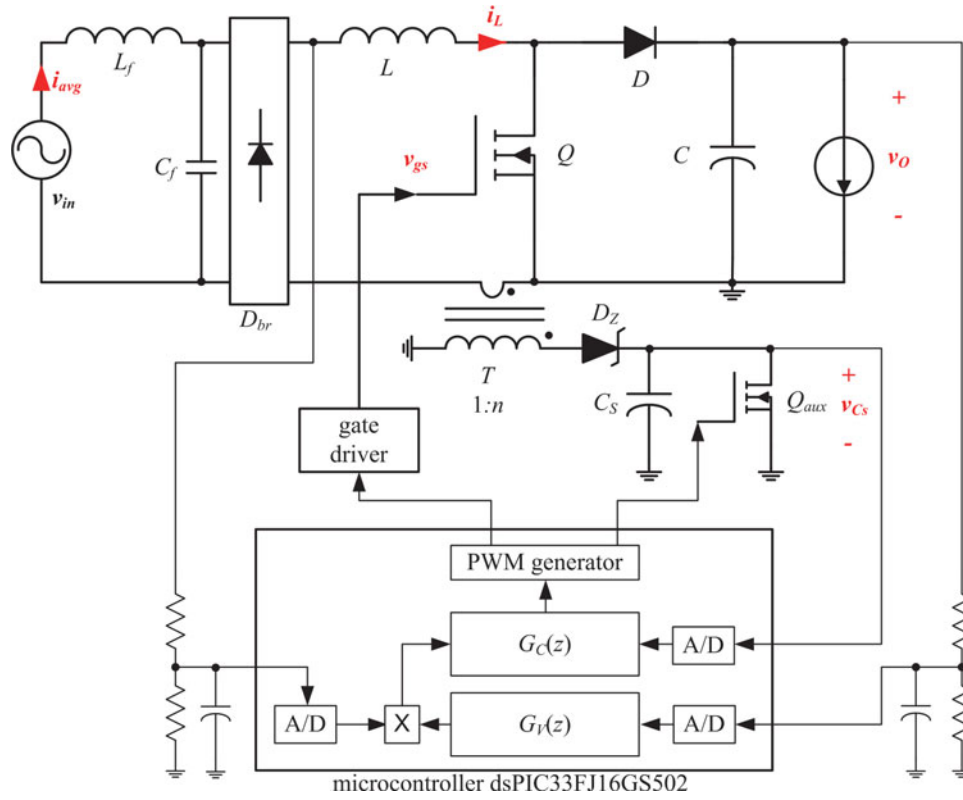 i_L
L_f
L
D
i_avg
C_f
v_gs
Q
C
+
v_O
-
v_in
D_br
D_Z
T
1:n
C_S
Q_aux
+
v_Cs
-
gate
driver
PWM generator
G_C(z)
A/D
A/D
X
G_V(z)
A/D
microcontroller dsPIC33FJ16GS502